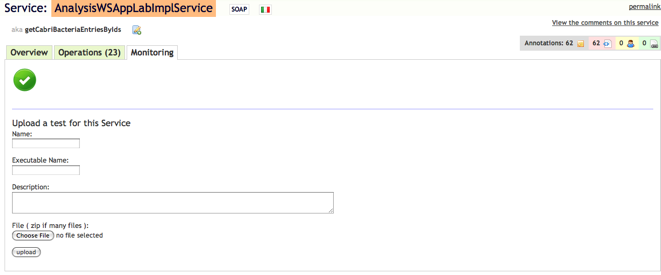 Service: AnalysisWSAppLabImplService SOAP permalink
View the comments on this service
aka getCabriBacteriaEntriesByIds
Annotations: 62 62 0 0
Overview Operations (23) Monitoring
Upload a test for this Service
Name:
Executable Name:
Description:
File ( zip if many files ):
Choose File no file selected
upload